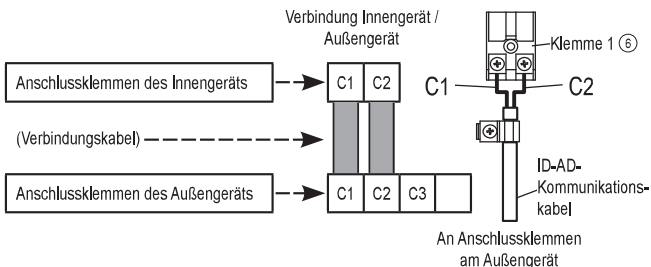 Verbindung Innengerät /
Außengerät
Anschlussklemmen des Innengeräts
C1 C2
(Verbindungskabel)
Anschlussklemmen des Außengeräts
C1 C2 C3
Klemme 1 ⑥
C1 C2
ID-AD-
Kommunikations-
kabel
An Anschlussklemmen
am Außengerät